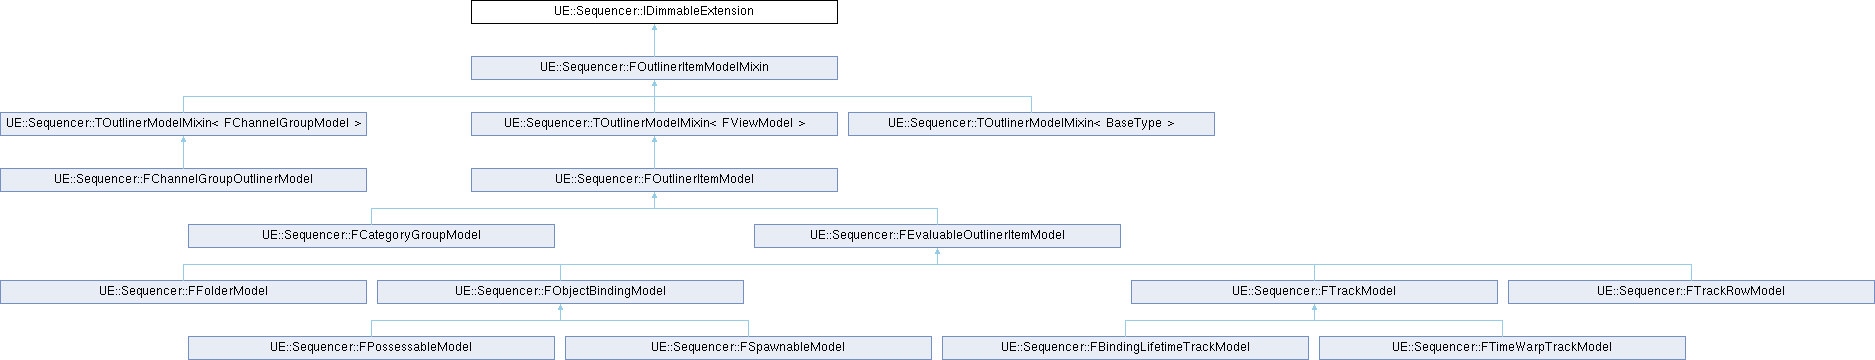 UE::Sequencer::IDimmableExtension
UE::Sequencer::FOutlinerItemModelMixin
UE::Sequencer::TOutlinerModelMixin< FChannelGroupModel >
UE::Sequencer::TOutlinerModelMixin< FViewModel >
UE::Sequencer::TOutlinerModelMixin< BaseType >
UE::Sequencer::FChannelGroupOutlinerModel
UE::Sequencer::FOutlinerItemModel
UE::Sequencer::FCategoryGroupModel
UE::Sequencer::FEvaluableOutlinerItemModel
UE::Sequencer::FFolderModel
UE::Sequencer::FObjectBindingModel
UE::Sequencer::FTrackModel
UE::Sequencer::FTrackRowModel
UE::Sequencer::FPossessableModel
UE::Sequencer::FSpawnableModel
UE::Sequencer::FBindingLifetimeTrackModel
UE::Sequencer::FTimeWarpTrackModel